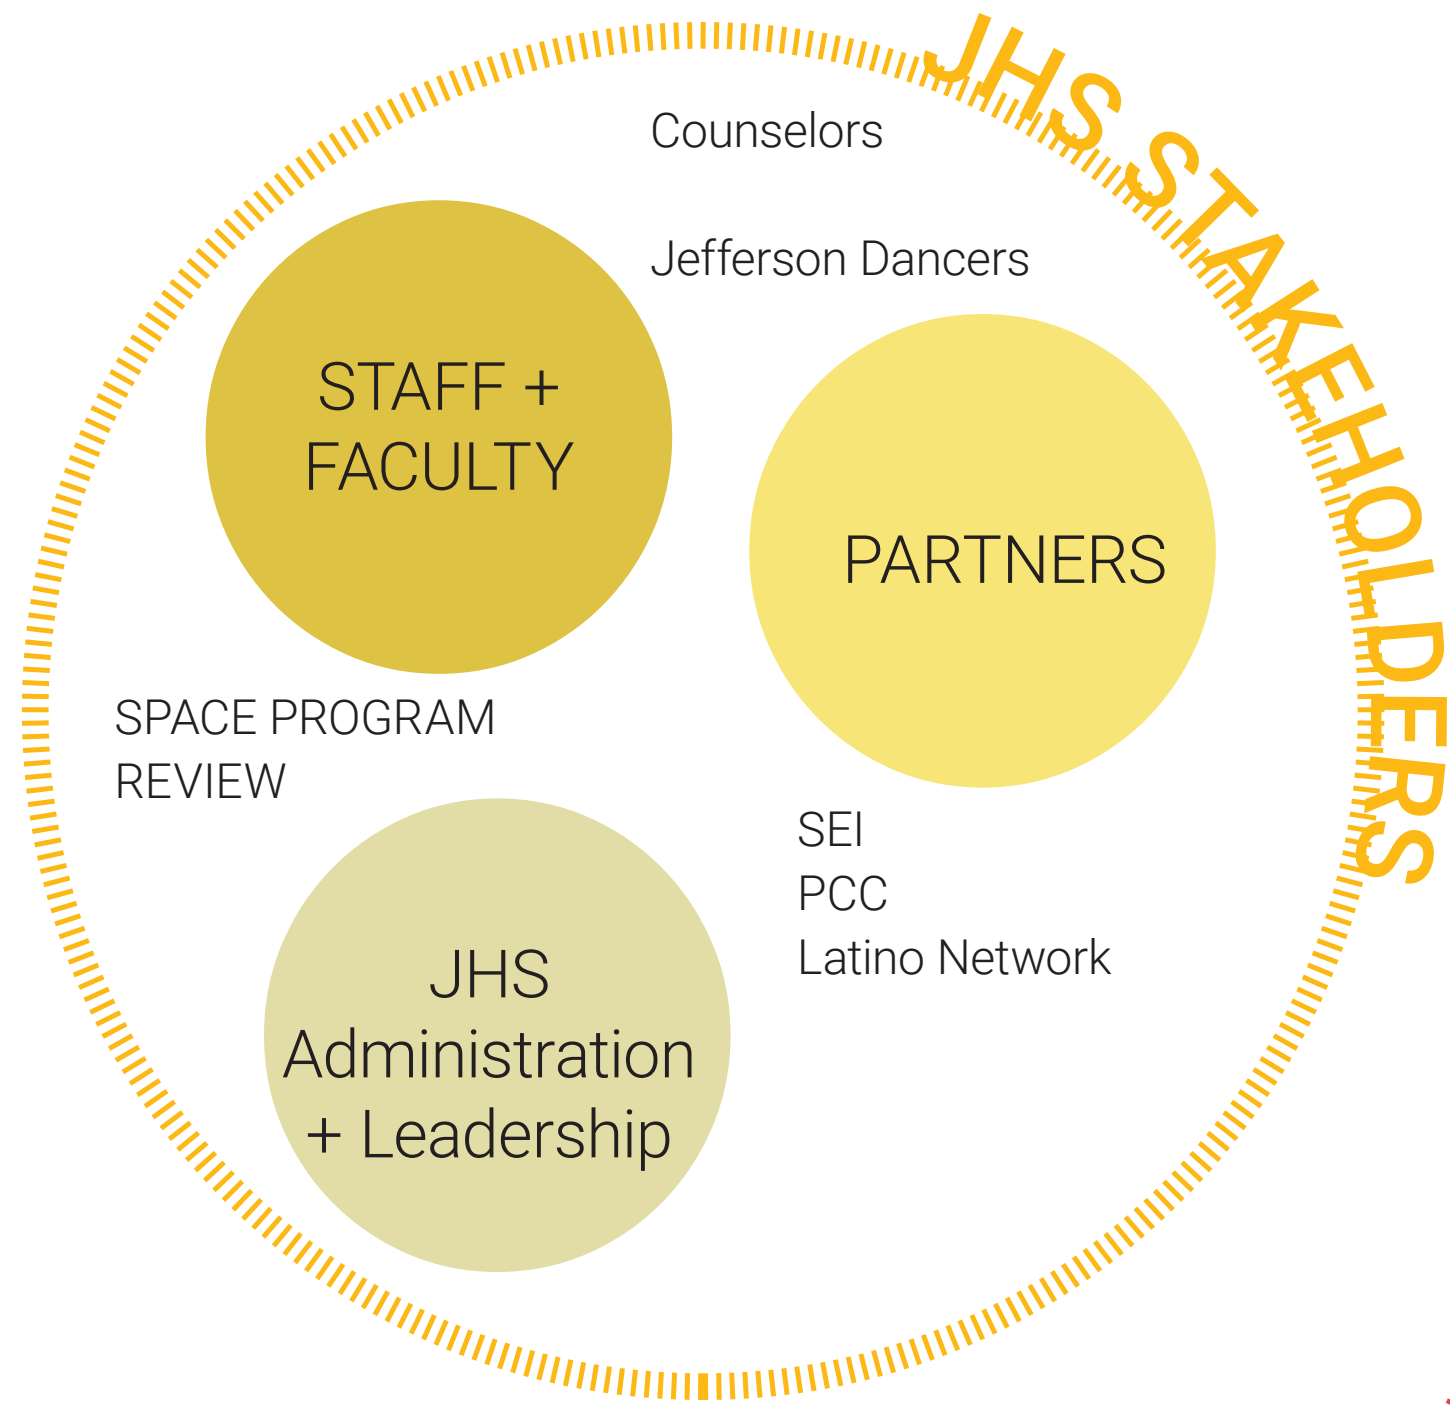 JHS STAKEHOLDERS
Counselors
Jefferson Dancers
STAFF +
FACULTY
PARTNERS
SPACE PROGRAM
REVIEW
SEI
PCC
Latino Network
JHS
Administration
+ Leadership